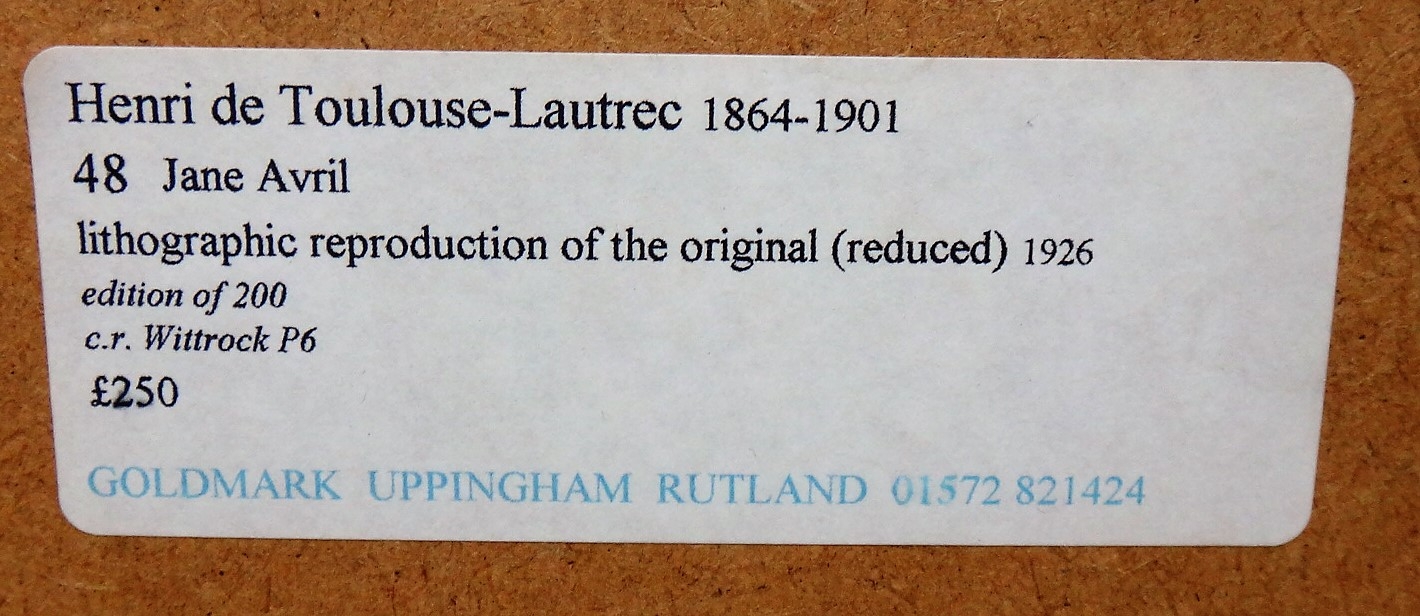 Henri de Toulouse-Lautrec 1864-1901
48 Jane Avril
lithographic reproduction of the original (reduced) 1926
edition of 200
c.r. Wittrock P6
£250
GOLDMARK UPPINGHAM RUTLAND 01572 821424